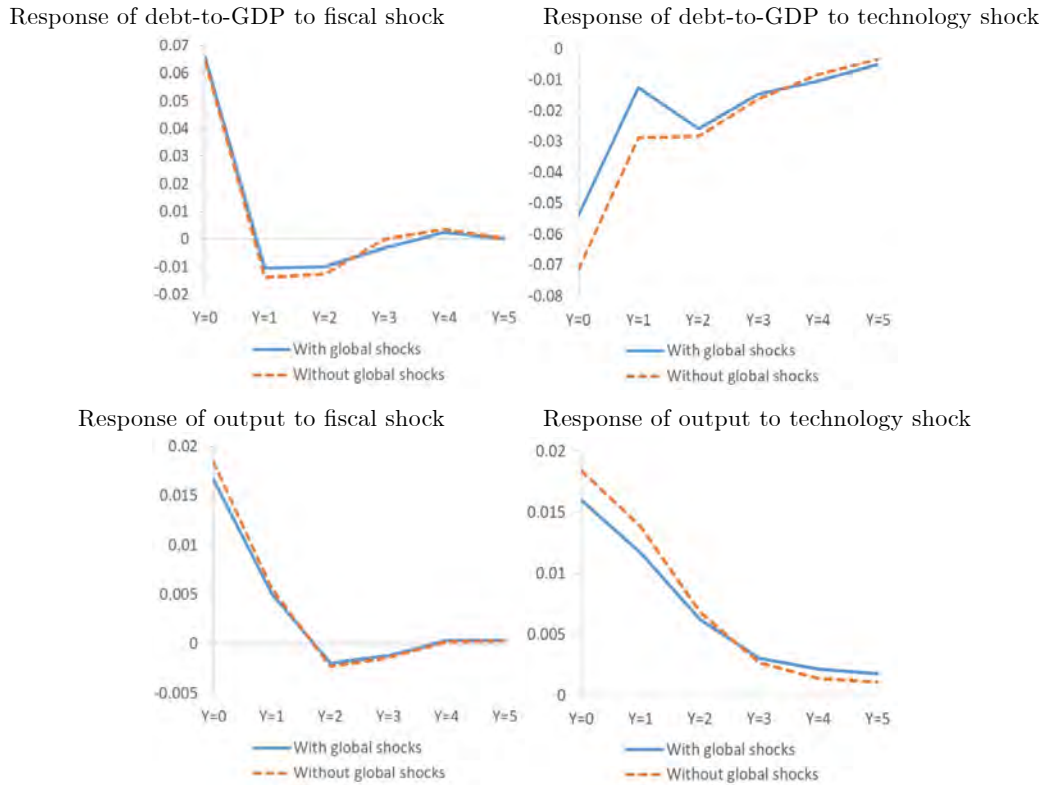 Response of debt-to-GDP to fiscal shock
0.07
0.06
0.05
0.04
0.03
0.02
0.01
0
-0.01
-0.02
Y=0 Y=1 Y=2 Y=3 Y=4 Y=5
With global shocks
Without global shocks
Response of debt-to-GDP to technology shock
0
-0.01
-0.02
-0.03
-0.04
-0.05
-0.06
-0.07
-0.08
Y=0 Y=1 Y=2 Y=3 Y=4 Y=5
With global shocks
Without global shocks
Response of output to fiscal shock
0.02
0.015
0.01
0.005
0
-0.005
Y=0 Y=1 Y=2 Y=3 Y=4 Y=5
With global shocks
Without global shocks
Response of output to technology shock
0.02
0.015
0.01
0.005
0
Y=0 Y=1 Y=2 Y=3 Y=4 Y=5
With global shocks
Without global shocks